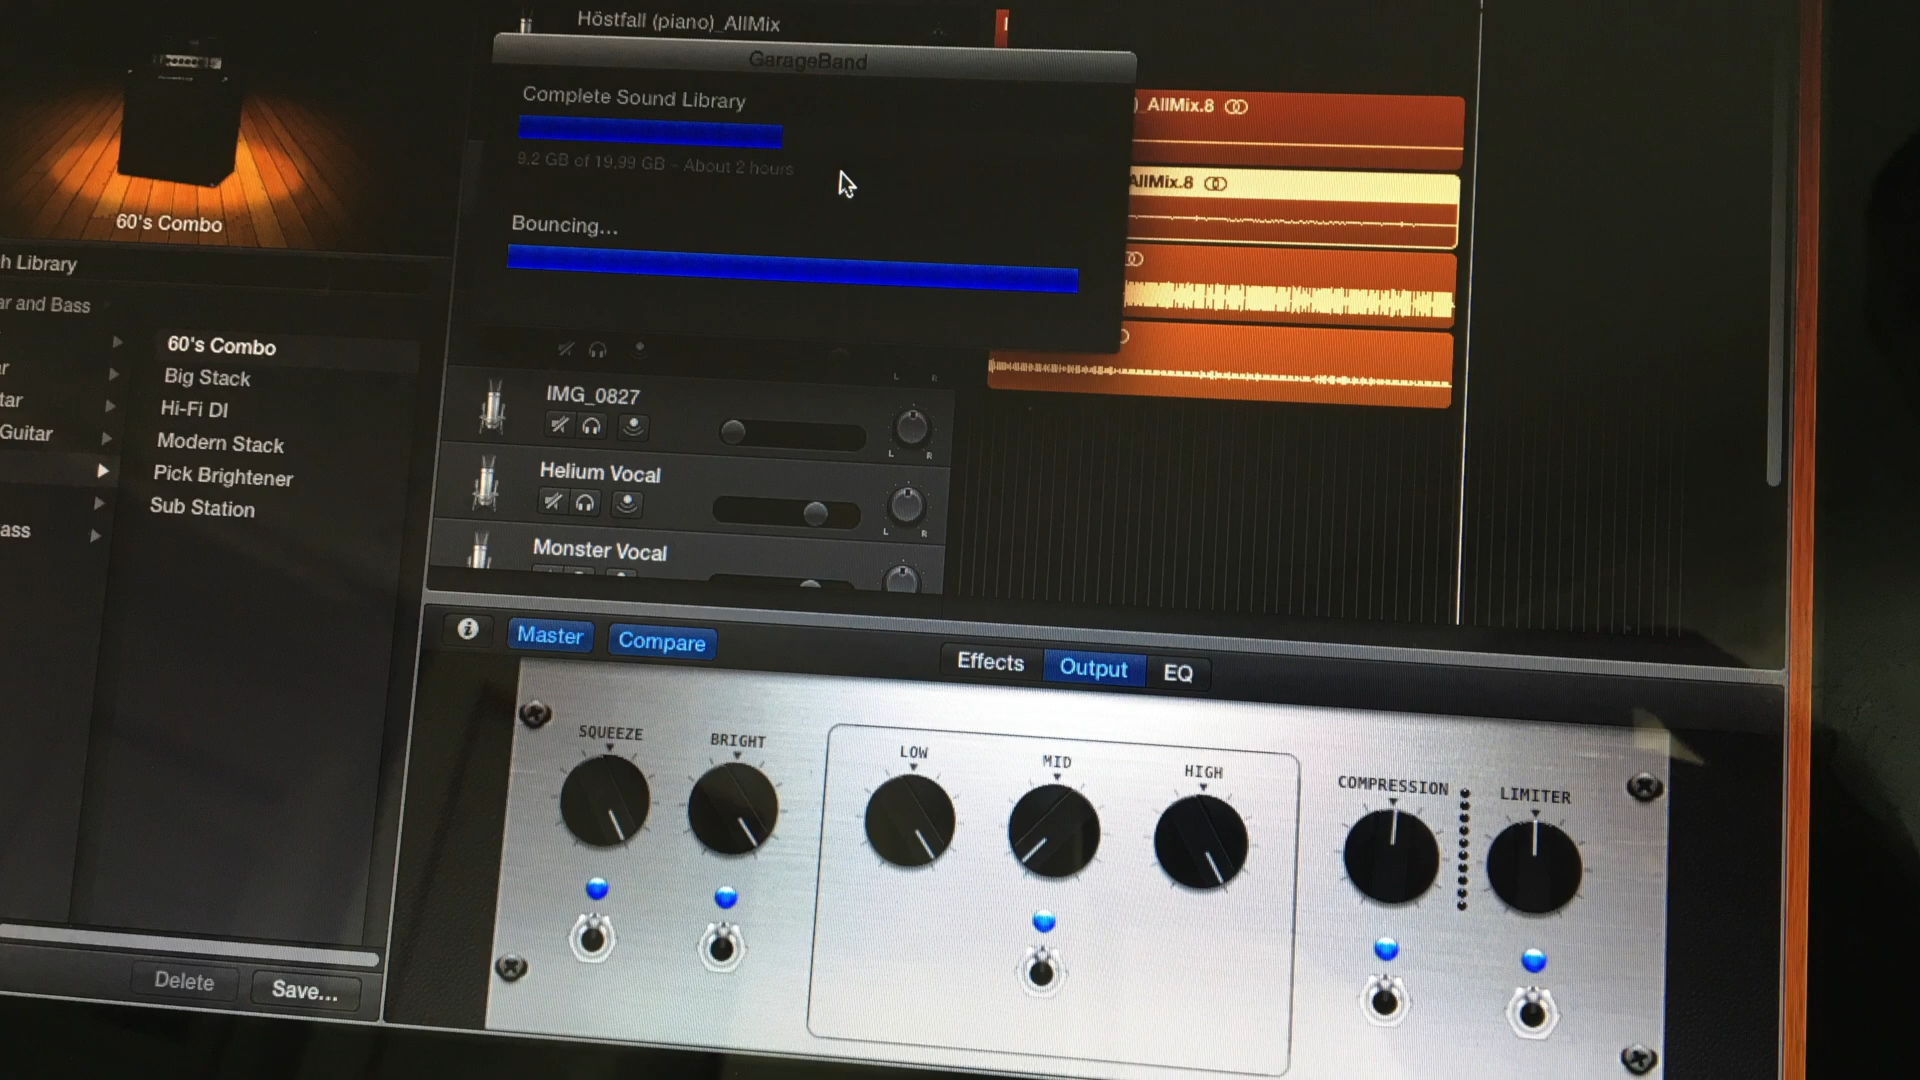 Höstfall (piano)_AllMix
GarageBand
Complete Sound Library
9,2 GB of 19,99 GB – About 2 hours
Bouncing...
) AllMix.8
AllMix.8
60's Combo
h Library
ar and Bass
r
tar
Guitar
ass
60's Combo
Big Stack
Hi-Fi DI
Modern Stack
Pick Brightener
Sub Station
L R
IMG_0827
L R
Helium Vocal
L R
Monster Vocal
Master
Compare
Effects
Output
EQ
SQUEEZE
BRIGHT
LOW
MID
HIGH
COMPRESSION
LIMITER
Delete
Save...